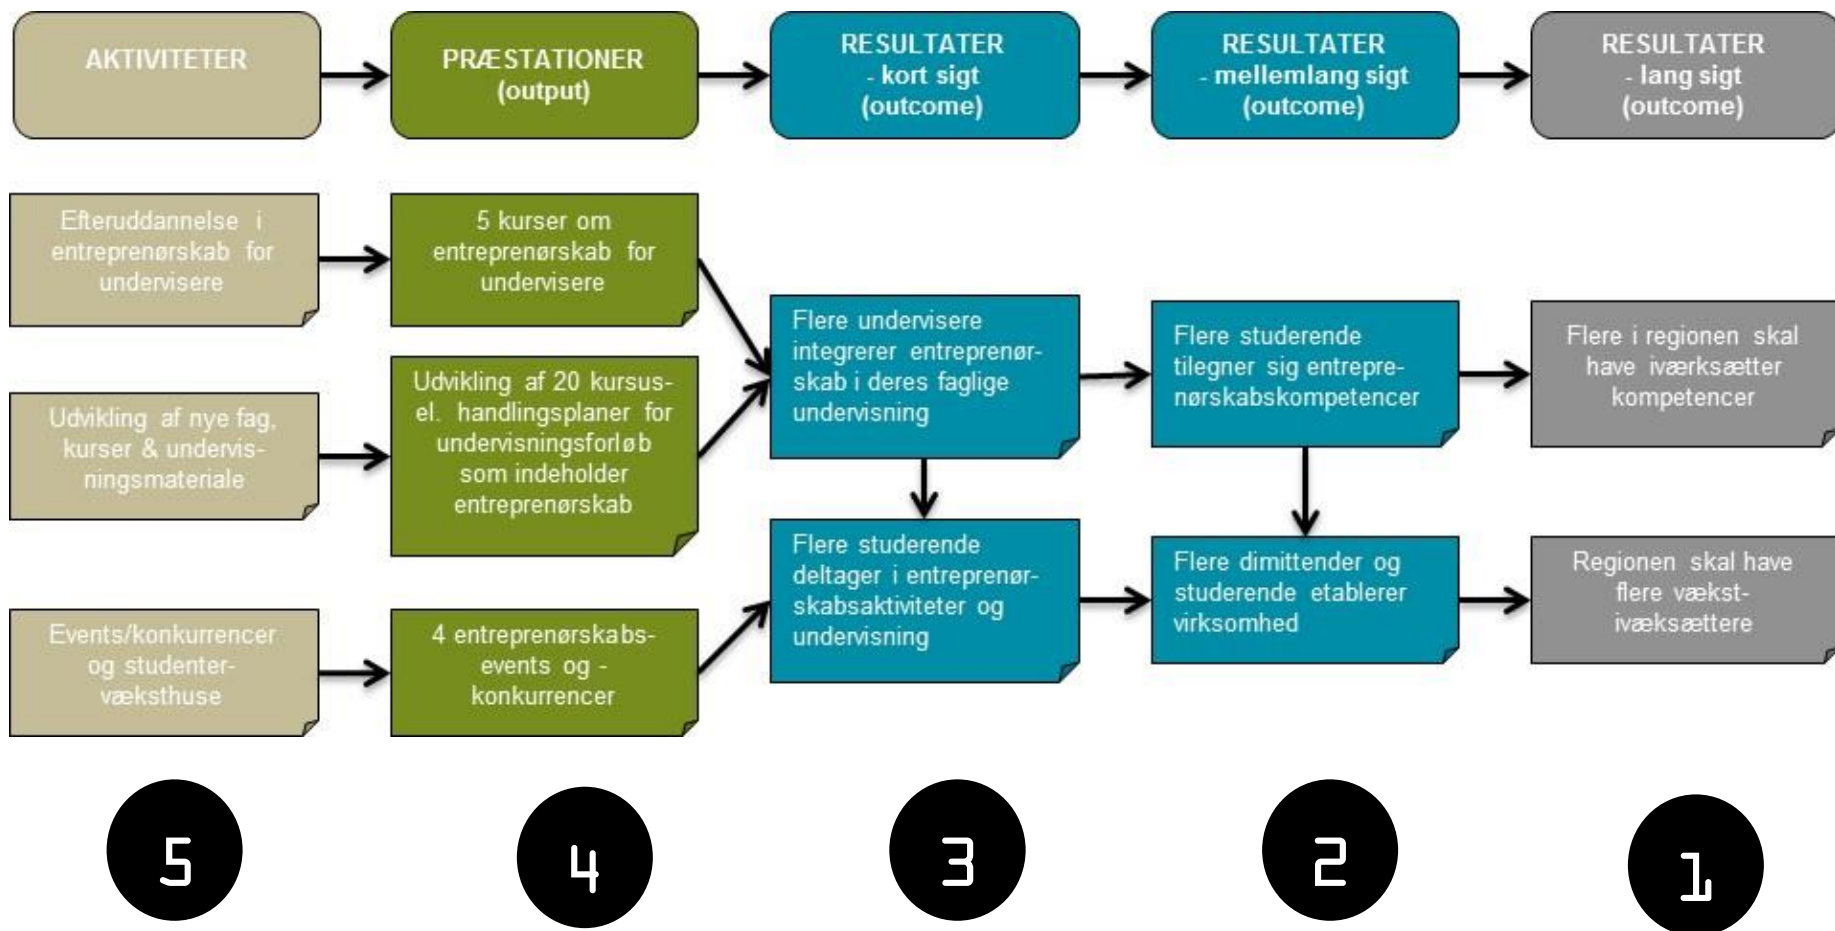 AKTIVITETER
PRÆSTATIONER
(output)
RESULTATER
- kort sigt
(outcome)
RESULTATER
- mellemlang sigt
(outcome)
RESULTATER
- lang sigt
(outcome)
Efteruddannelse i
entreprenørskab for
undervisere
5 kurser om
entreprenørskab for
undervisere
Flere undervisere
integrerer entreprenør-
skab i deres faglige
undervisning
Flere studerende
tilegner sig entrepre-
nørskabskompetencer
Flere i regionen skal
have iværksætter
kompetencer
Udvikling af nye fag,
kurser & undervis-
ningsmateriale
Udvikling af 20 kursus-
el. handlingsplaner for
undervisningsforløb
som indeholder
entreprenørskab
Flere studerende
deltager i entreprenør-
skabsaktiviteter og
undervisning
Flere dimittender og
studerende etablerer
virksomhed
Regionen skal have
flere vækst-
ivæksættere
Events/konkurrencer
og studenter-
væksthuse
4 entreprenørskabs-
events og -
konkurrencer
5
4
3
2
1